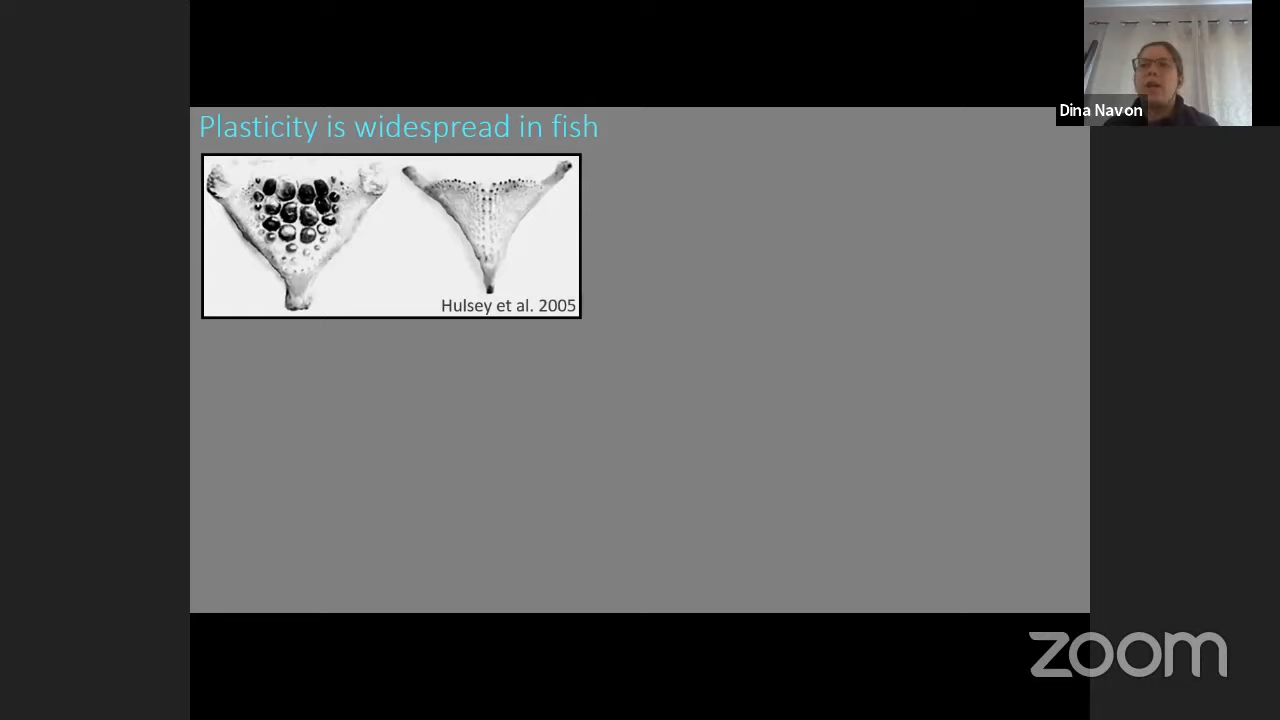 Dina Navon
Plasticity is widespread in fish
Hulsey et al. 2005
zoom